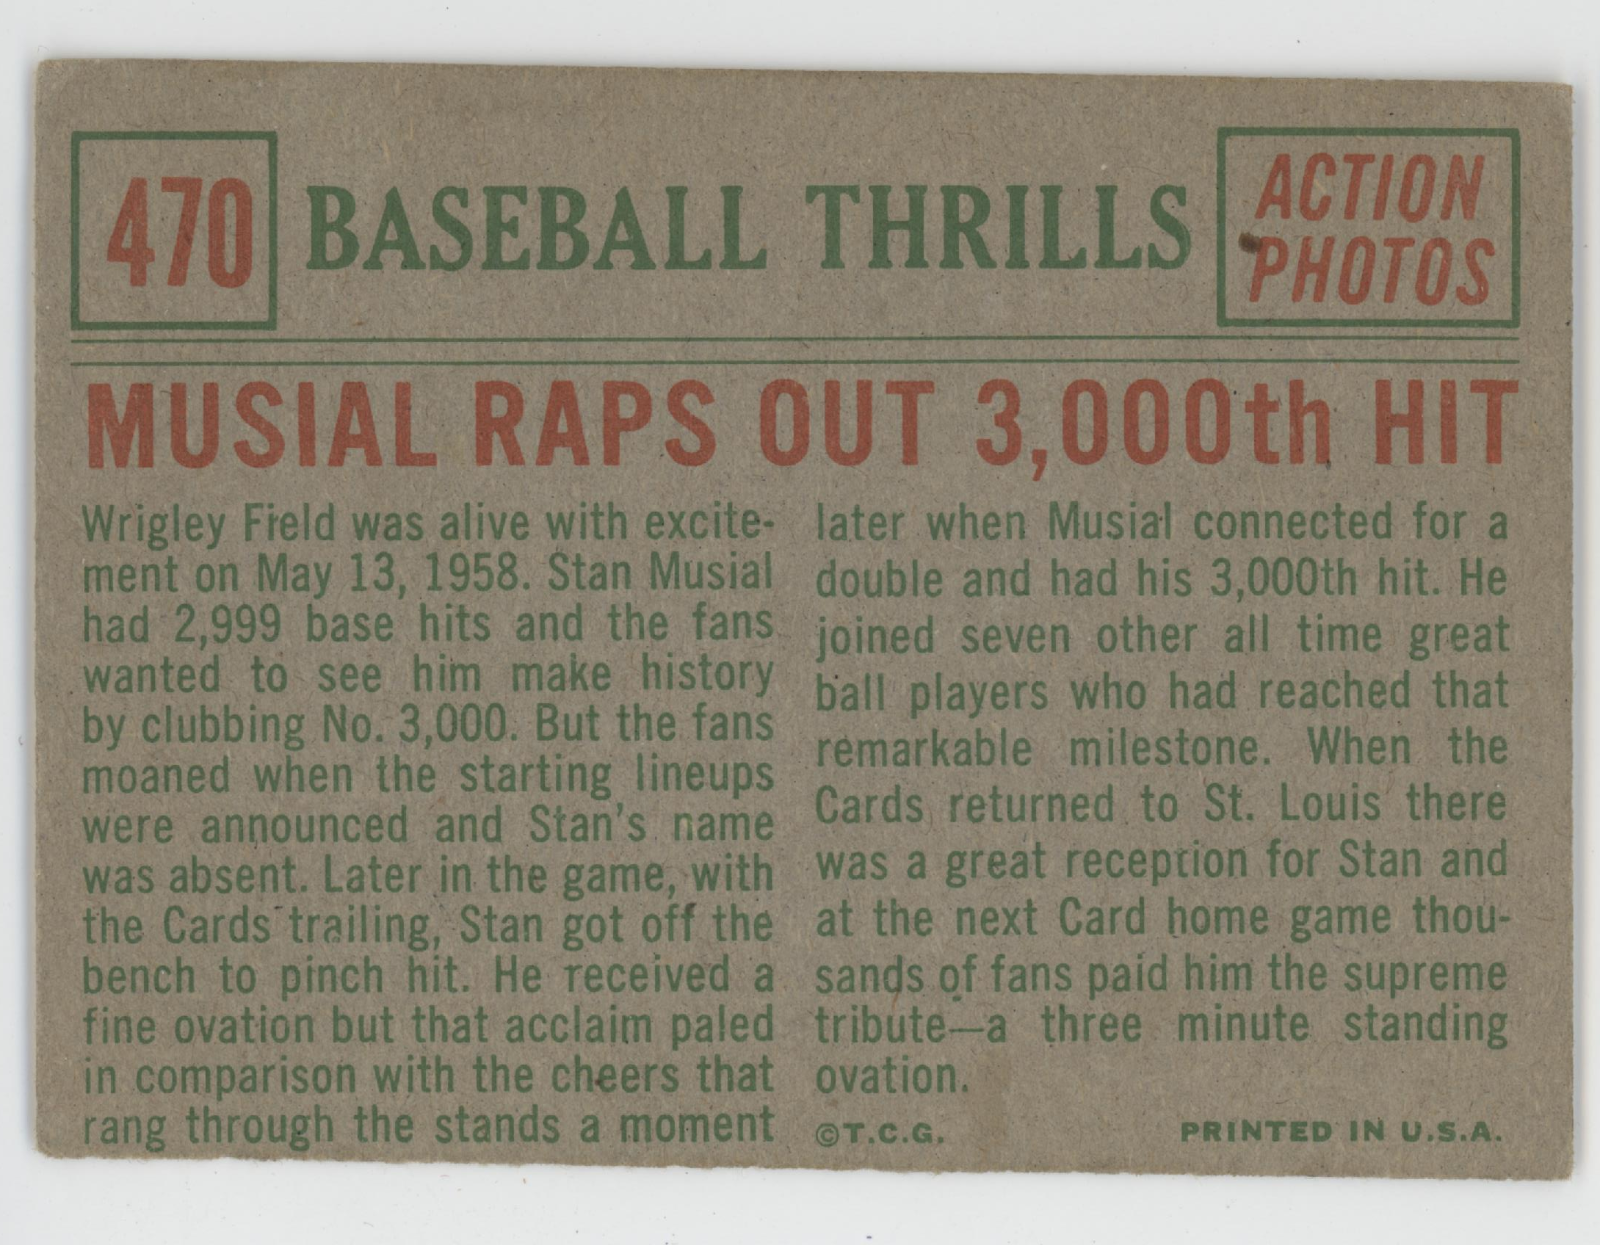 470
BASEBALL THRILLS
ACTION
PHOTOS
MUSIAL RAPS OUT 3,000th HIT
Wrigley Field was alive with excite-
ment on May 13, 1958. Stan Musial
had 2,999 base hits and the fans
wanted to see him make history
by clubbing No. 3,000. But the fans
moaned when the starting lineups
were announced and Stan's name
was absent. Later in the game, with
the Cards trailing, Stan got off the
bench to pinch hit. He received a
fine ovation but that acclaim paled
in comparison with the cheers that
rang through the stands a moment
later when Musial connected for a
double and had his 3,000th hit. He
joined seven other all time great
ball players who had reached that
remarkable milestone. When the
Cards returned to St. Louis there
was a great reception for Stan and
at the next Card home game thou-
sands of fans paid him the supreme
tribute—a three minute standing
ovation.
©T.C.G.
PRINTED IN U.S.A.